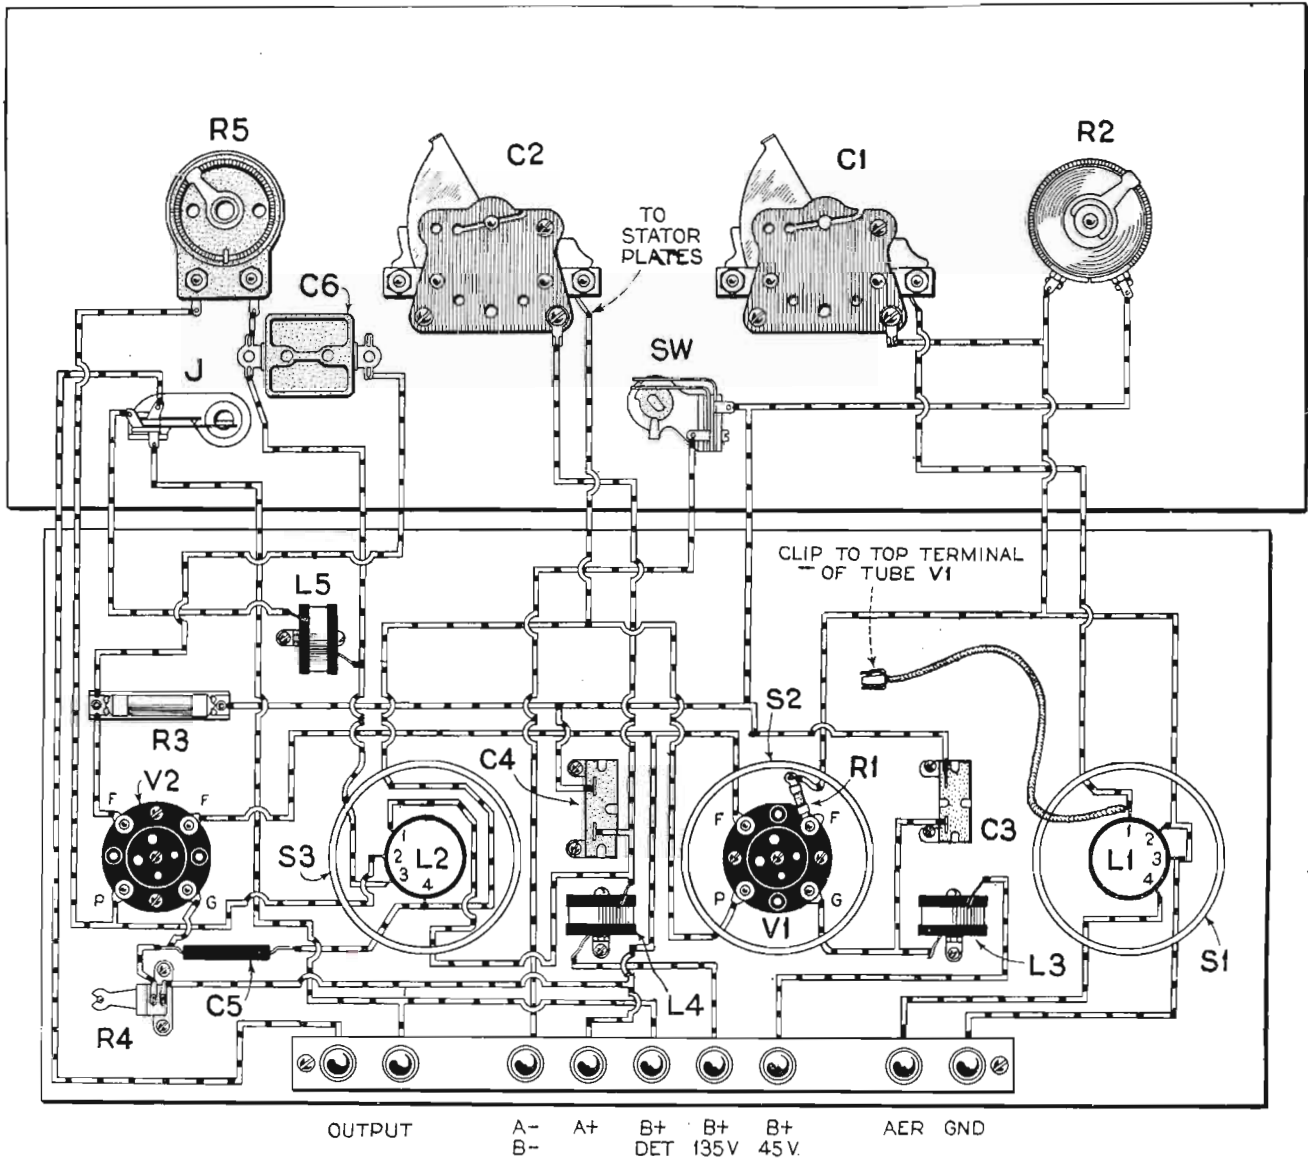 R5
C2
C1
R2
TO
STATOR
PLATES
C6
SW
J
CLIP TO TOP TERMINAL
OF TUBE V1
L5
R3
S2
C4
R1
V2
F
F
F
F
C3
S3
1
2
3
4
L2
1
2
3
4
L1
P
G
P
G
V1
C5
L4
L3
S1
R4
OUTPUT
A-
B-
A+
B+
DET
B+
135V
B+
45V.
AER
GND